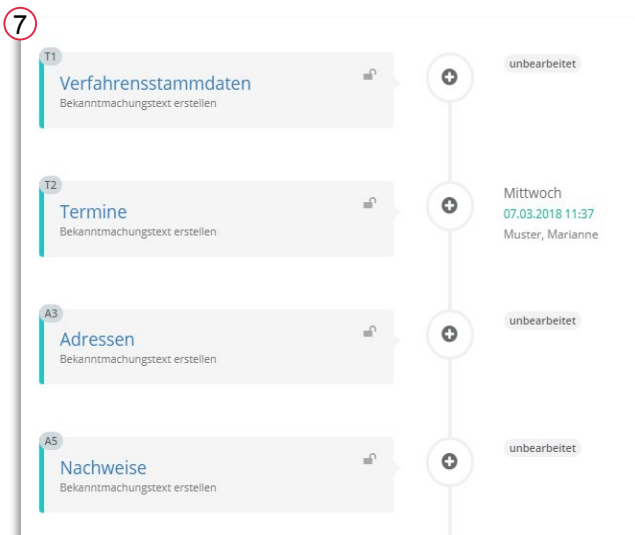 7
T1
Verfahrensstammdaten
Bekanntmachungstext erstellen
unbearbeitet
T2
Termine
Bekanntmachungstext erstellen
Mittwoch
07.03.2018 11:37
Muster, Marianne
A3
Adressen
Bekanntmachungstext erstellen
unbearbeitet
A5
Nachweise
Bekanntmachungstext erstellen
unbearbeitet